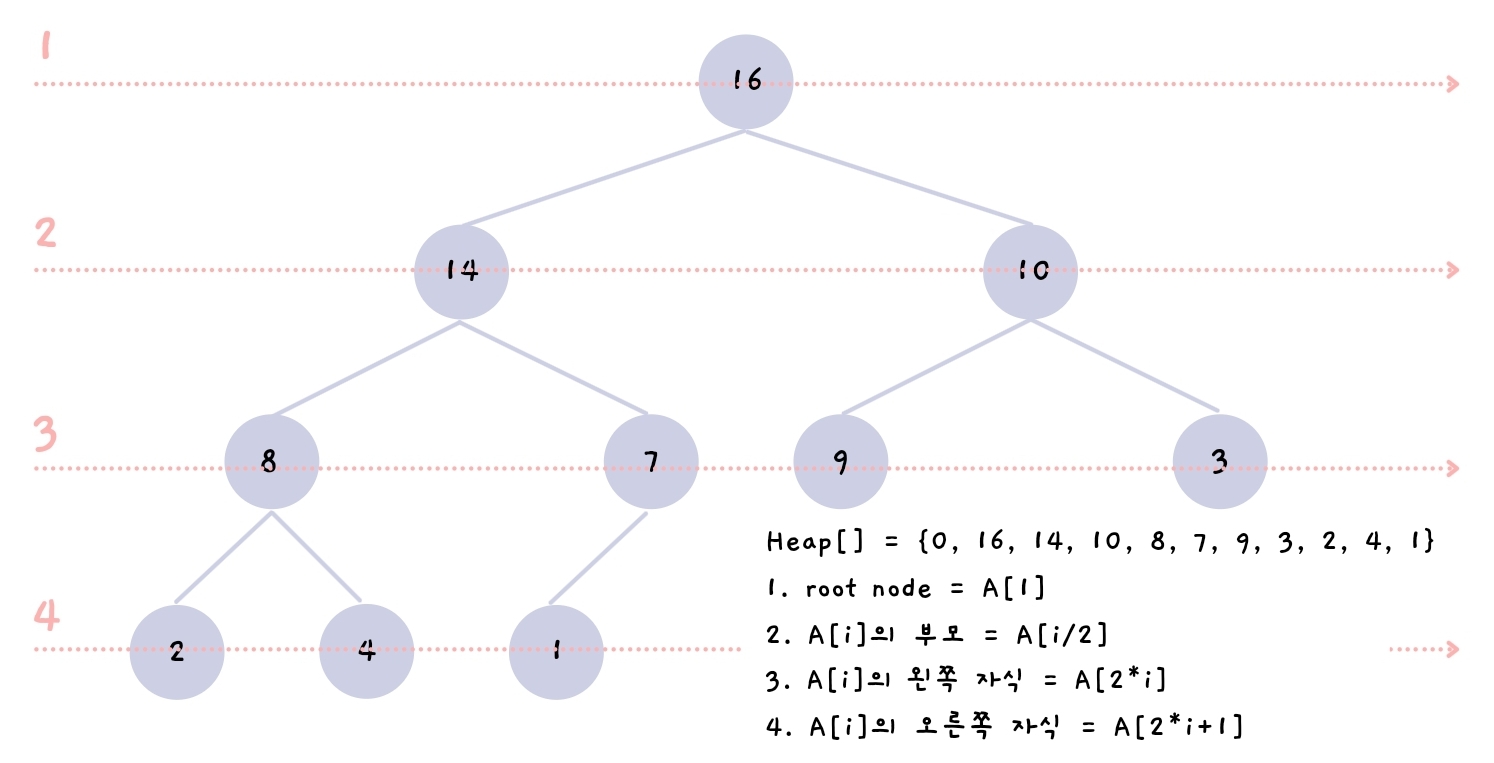 1
16
2
14
10
3
8
7
9
3
Heap[] = {0, 16, 14, 10, 8, 7, 9, 3, 2, 4, 1}
1. root node = A[1]
4
2
4
1
2. A[i]의 부모 = A[i/2]
3. A[i]의 왼쪽 자식 = A[2*i]
4. A[i]의 오른쪽 자식 = A[2*i+1]